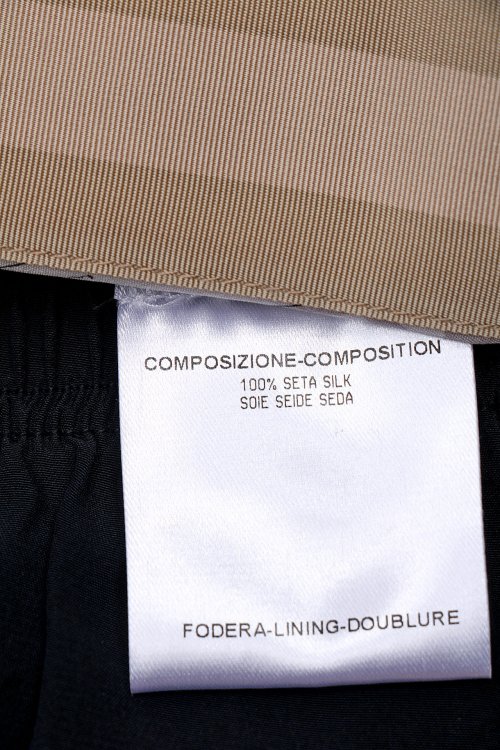 COMPOSIZIONE-COMPOSITION
100% SETA SILK
SOIE SEIDE SEDA
FODERA-LINING-DOUBLURE